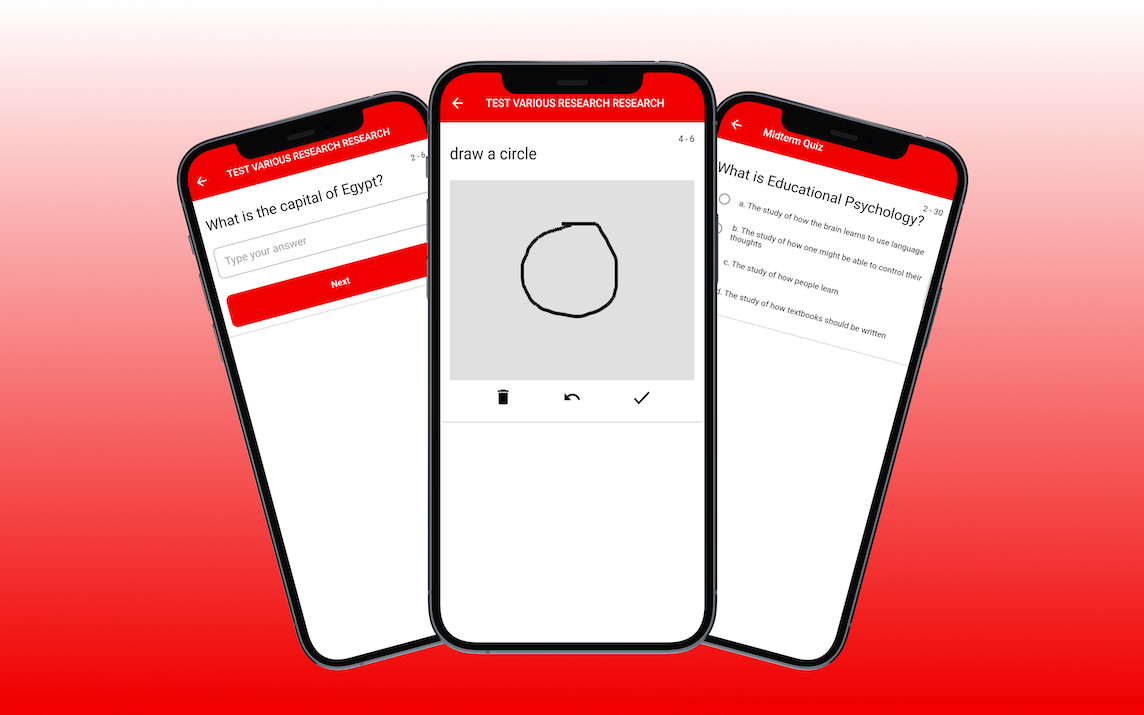 TEST VARIOUS RESEARCH RESEARCH
2 - 6
What is the capital of Egypt?
Type your answer
Next
TEST VARIOUS RESEARCH RESEARCH
4 - 6
draw a circle
Midterm Quiz
2 - 30
What is Educational Psychology?
a. The study of how the brain learns to use language
b. The study of how one might be able to control their
thoughts
c. The study of how people learn
d. The study of how textbooks should be written